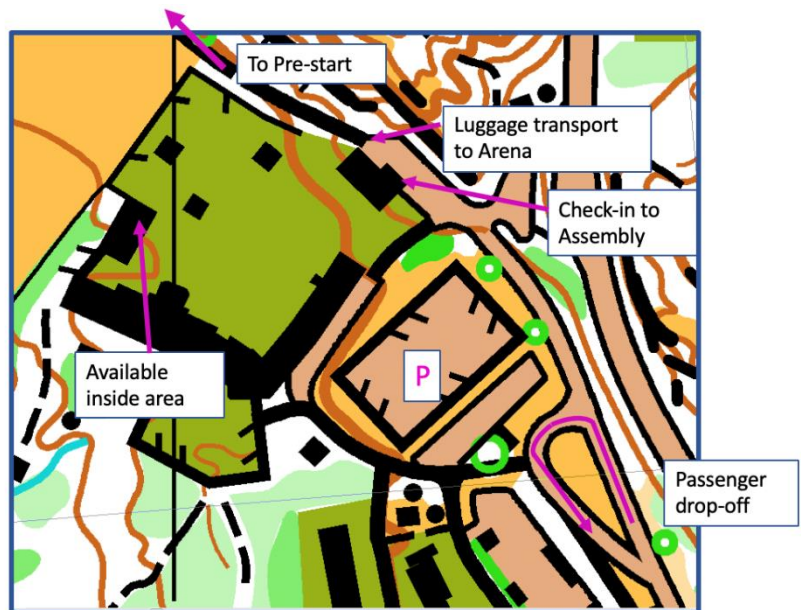 To Pre-start
Luggage transport
to Arena
Check-in to
Assembly
Available
inside area
P
Passenger
drop-off